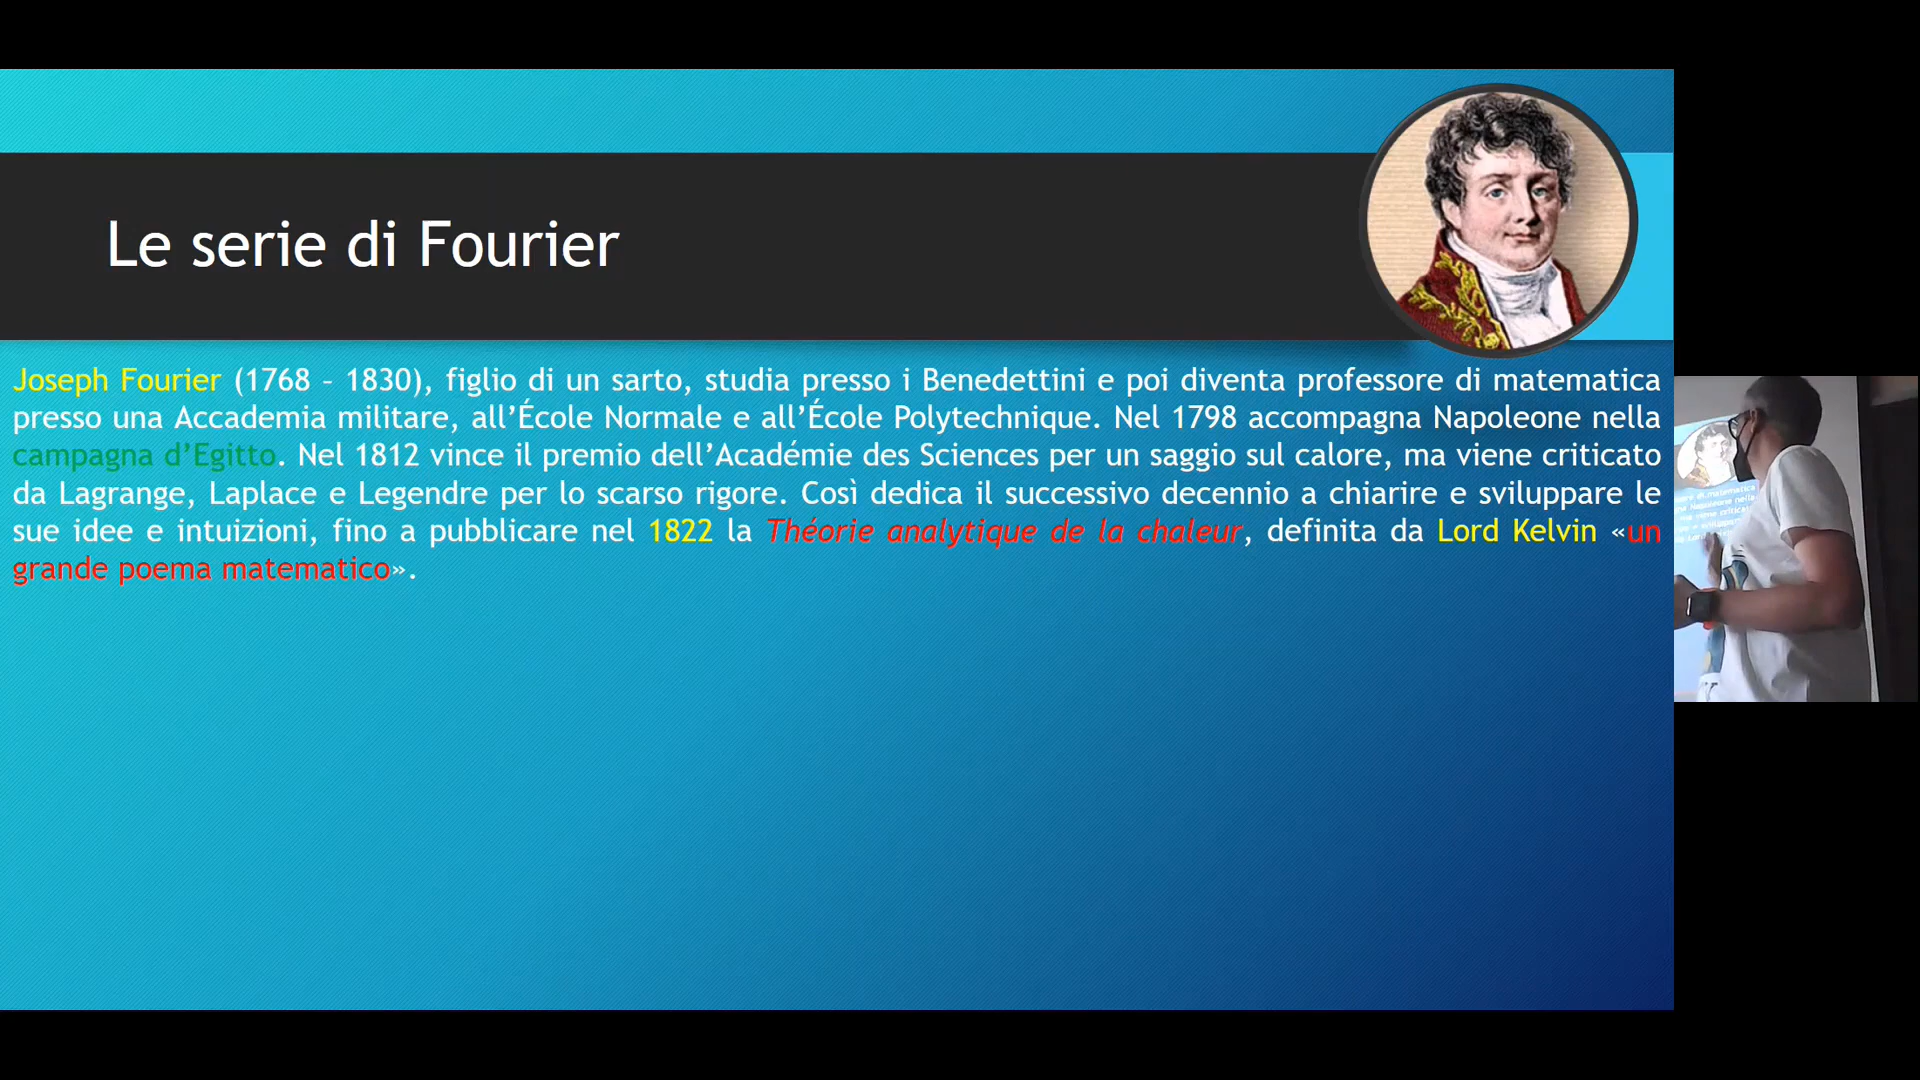 Le serie di Fourier
Joseph Fourier (1768 – 1830), figlio di un sarto, studia presso i Benedettini e poi diventa professore di matematica
presso una Accademia militare, all’École Normale e all’École Polytechnique. Nel 1798 accompagna Napoleone nella
campagna d’Egitto. Nel 1812 vince il premio dell’Académie des Sciences per un saggio sul calore, ma viene criticato
da Lagrange, Laplace e Legendre per lo scarso rigore. Così dedica il successivo decennio a chiarire e sviluppare le
sue idee e intuizioni, fino a pubblicare nel 1822 la Théorie analytique de la chaleur, definita da Lord Kelvin «un
grande poema matematico».